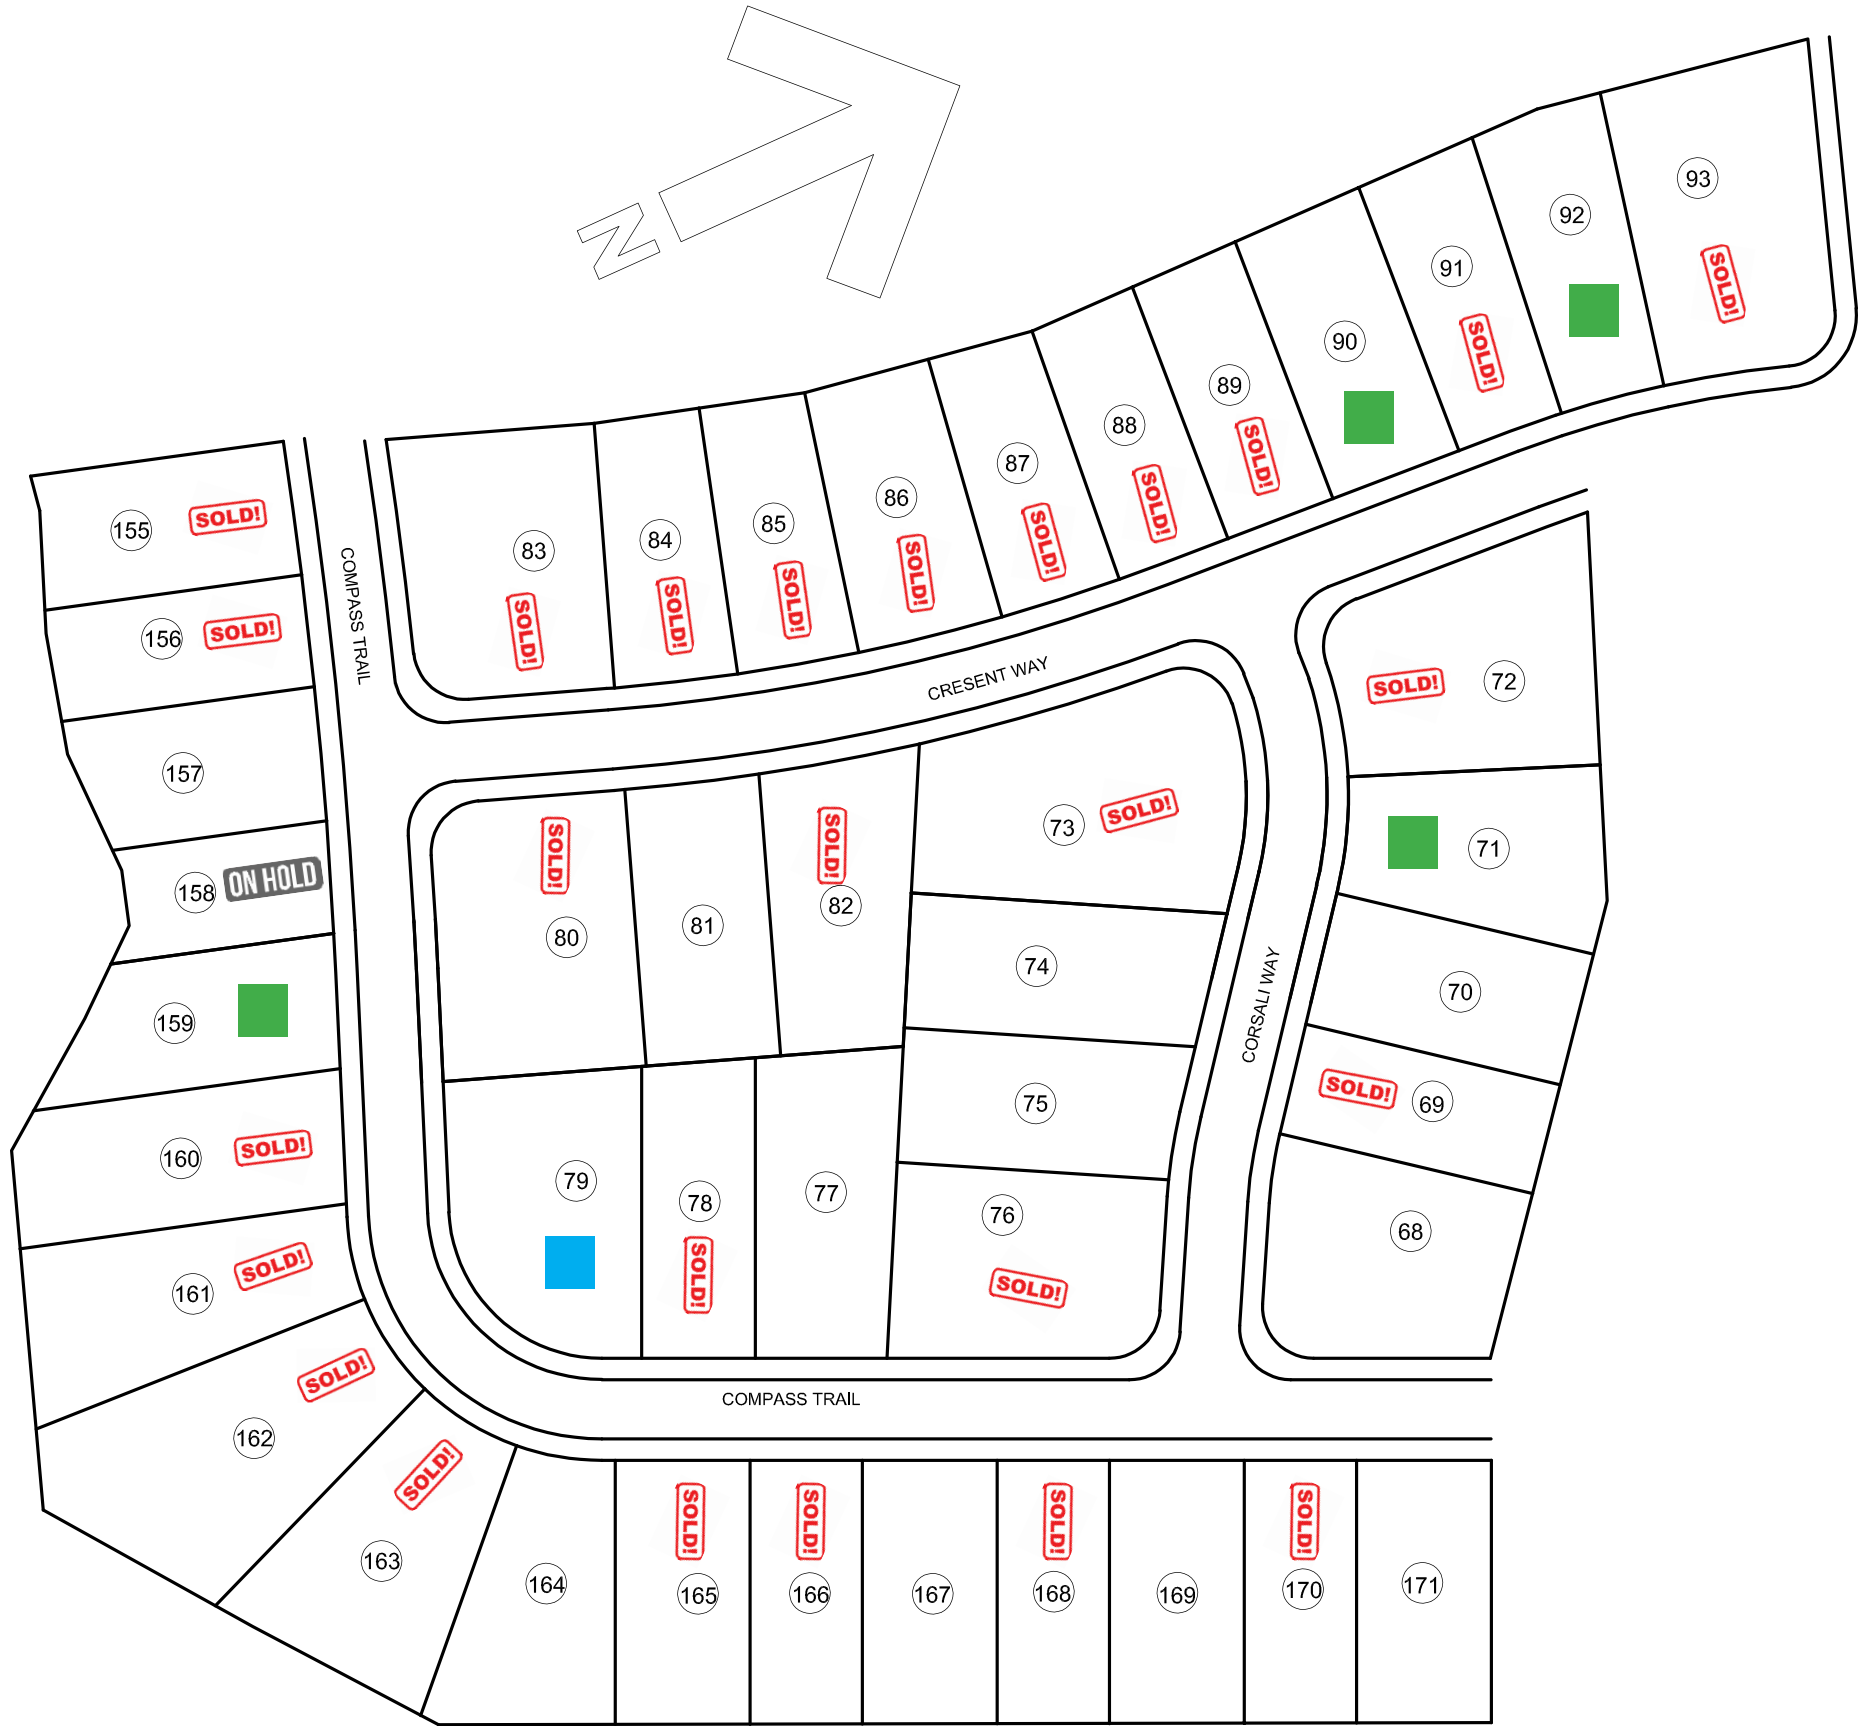 N
93
SOLD!
92
91
SOLD!
90
89
SOLD!
88
SOLD!
87
SOLD!
86
SOLD!
85
SOLD!
84
SOLD!
83
SOLD!
155 SOLD!
156 SOLD!
157
158 ON HOLD
159
160 SOLD!
161 SOLD!
162 SOLD!
163 SOLD!
164
COMPASS TRAIL
CRESENT WAY
SOLD! 72
71
70
SOLD! 69
68
CORSALI WAY
73 SOLD!
74
75
76
SOLD!
SOLD!
80
81
SOLD!
82
79
78
SOLD!
77
COMPASS TRAIL
SOLD!
165
SOLD!
166
167
SOLD!
168
169
SOLD!
170
171